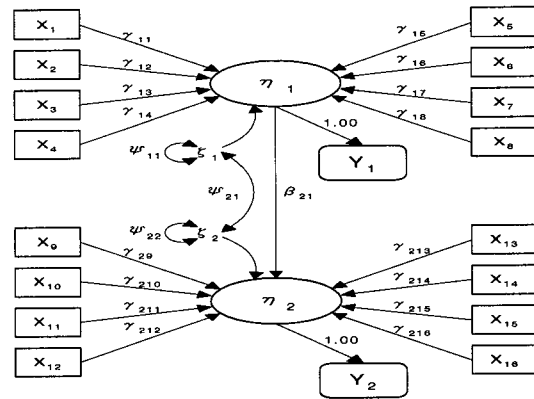 X₁
γ₁₁
γ₁₅
X₅
X₂
γ₁₂
η₁
γ₁₆
X₆
X₃
γ₁₃
γ₁₇
X₇
X₄
γ₁₄
γ₁₈
X₈
1.00
Y₁
ψ₁₁
ζ₁
ψ₂₁
β₂₁
ψ₂₂
ζ₂
X₉
γ₂₉
γ₂₁₃
X₁₃
X₁₀
γ₂₁₀
γ₂₁₄
X₁₄
η₂
X₁₁
γ₂₁₁
γ₂₁₅
X₁₅
X₁₂
γ₂₁₂
γ₂₁₆
X₁₆
1.00
Y₂